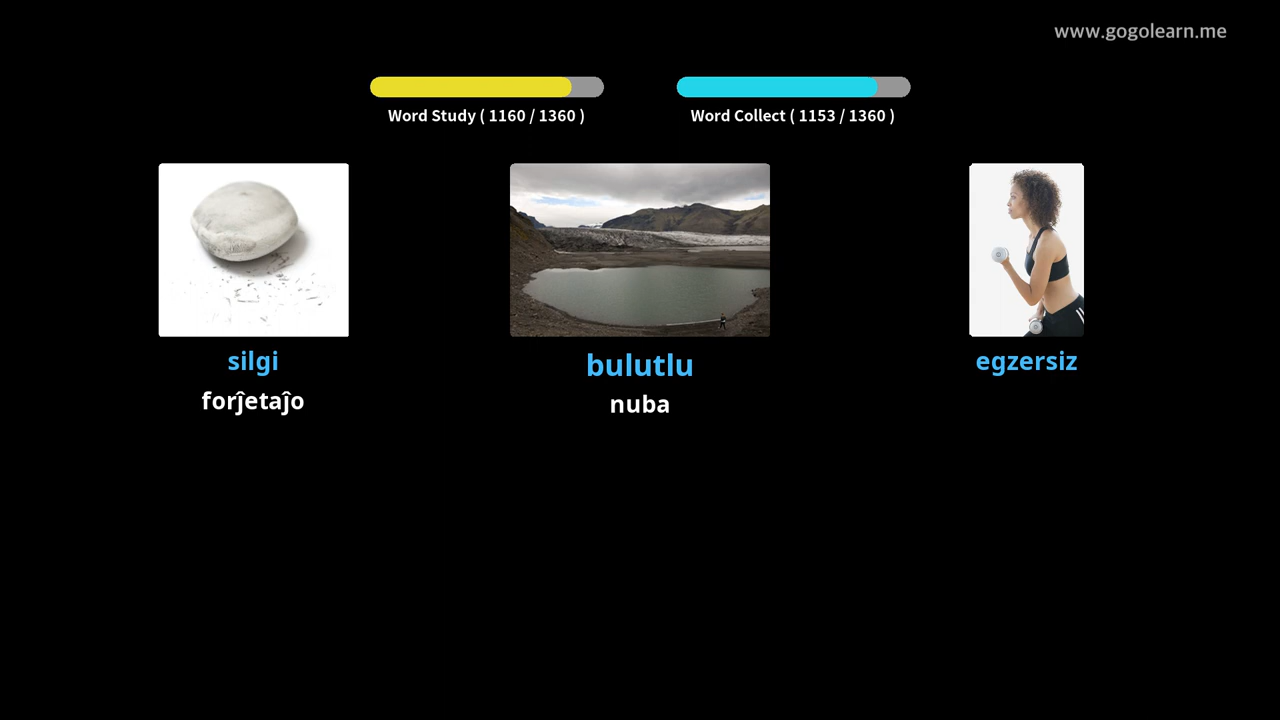 www.gogolearn.me
Word Study ( 1160 / 1360 )
Word Collect ( 1153 / 1360 )
silgi
forĵetaĵo
bulutlu
nuba
egzersiz